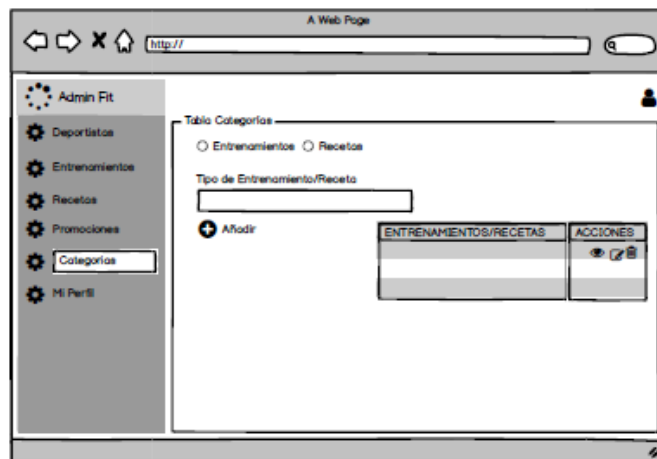 A Web Page
http://
Admin Fit
Deportistas
Entrenamientos
Recetas
Promociones
Categorias
Mi Perfil
Tabla Categorías
Entrenamientos Recetas
Tipo de Entrenamiento/Receta
Añadir
ENTRENAMIENTOS/RECETAS ACCIONES